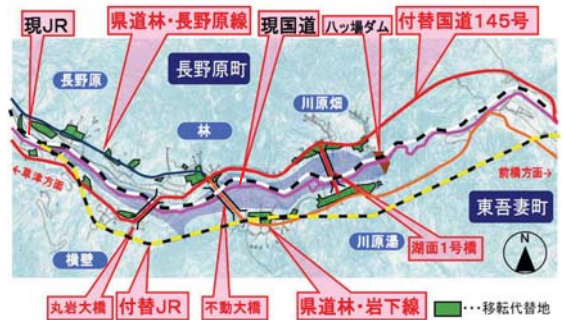 現JR
県道林・長野原線
現国道
八ッ場ダム
付替国道145号
長野原
長野原町
林
川原畑
←草津方面
前橋方面→
東吾妻町
横壁
川原湯
湖面1号橋
N
丸岩大橋
付替JR
不動大橋
県道林・岩下線
･･･移転代替地